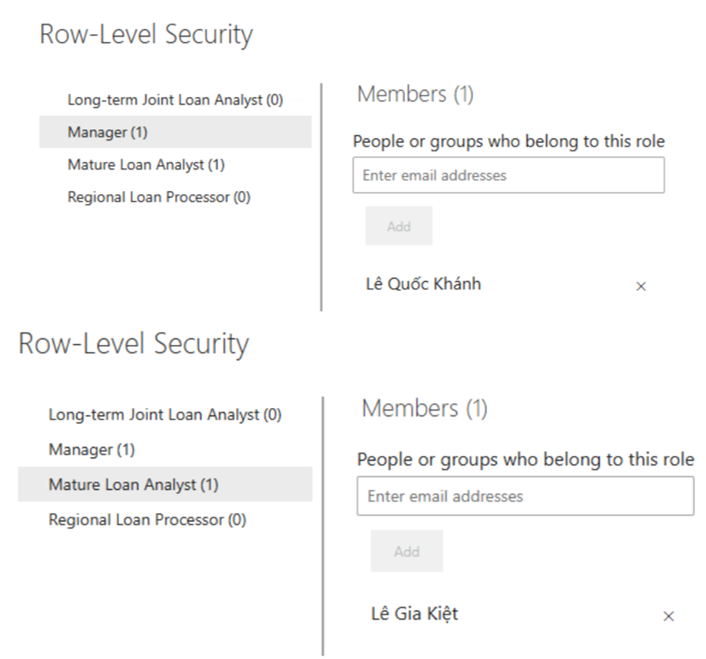 Row-Level Security
Long-term Joint Loan Analyst (0)
Manager (1)
Mature Loan Analyst (1)
Regional Loan Processor (0)
Members (1)
People or groups who belong to this role
Enter email addresses
Add
Lê Quốc Khánh
Row-Level Security
Long-term Joint Loan Analyst (0)
Manager (1)
Mature Loan Analyst (1)
Regional Loan Processor (0)
Members (1)
People or groups who belong to this role
Enter email addresses
Add
Lê Gia Kiệt